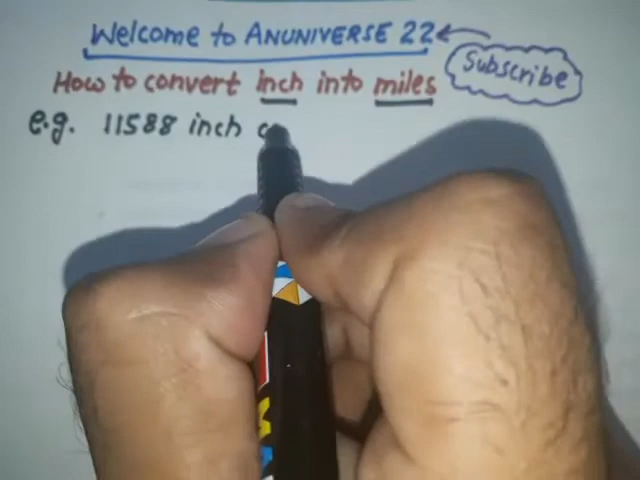 Welcome to ANUNIVERSE 22
Subscribe
How to convert inch into miles
e.g. 11588 inch